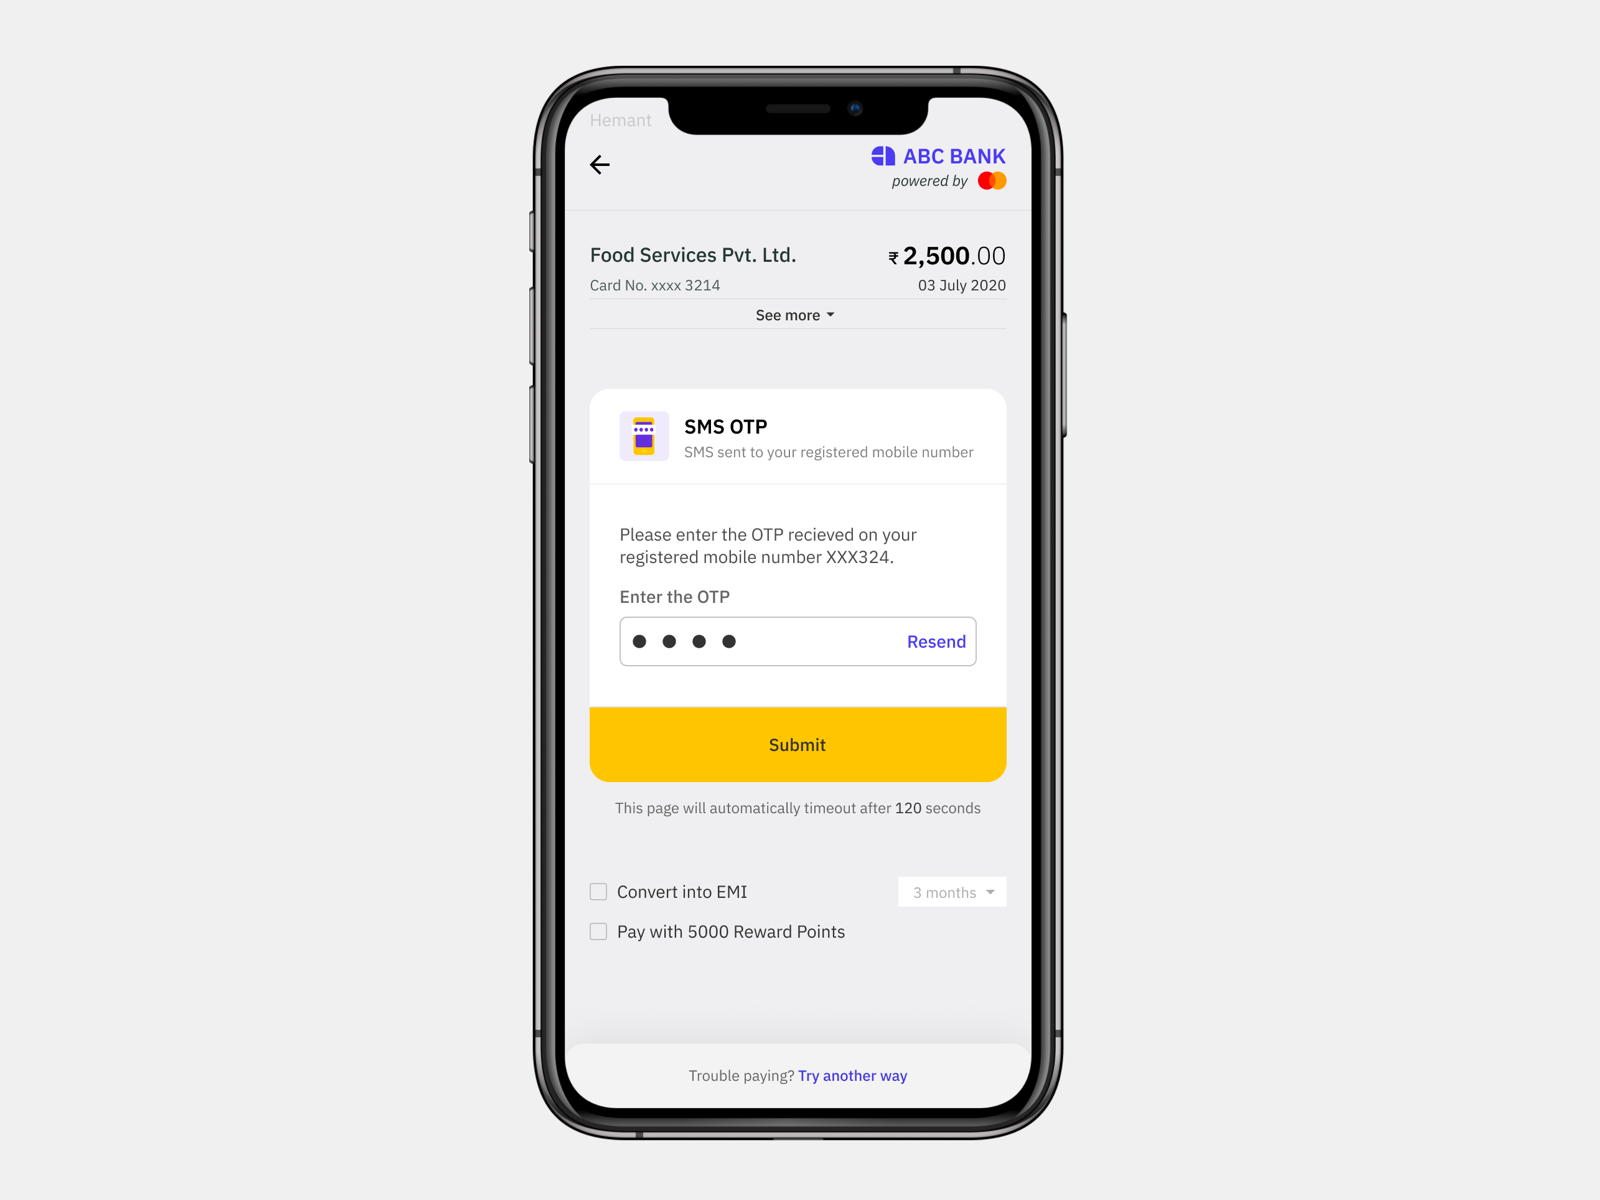 Hemant
ABC BANK
powered by
Food Services Pvt. Ltd.
₹ 2,500.00
Card No. xxxx 3214
03 July 2020
See more
SMS OTP
SMS sent to your registered mobile number
Please enter the OTP recieved on your
registered mobile number XXX324.
Enter the OTP
Resend
Submit
This page will automatically timeout after 120 seconds
Convert into EMI
3 months
Pay with 5000 Reward Points
Trouble paying? Try another way